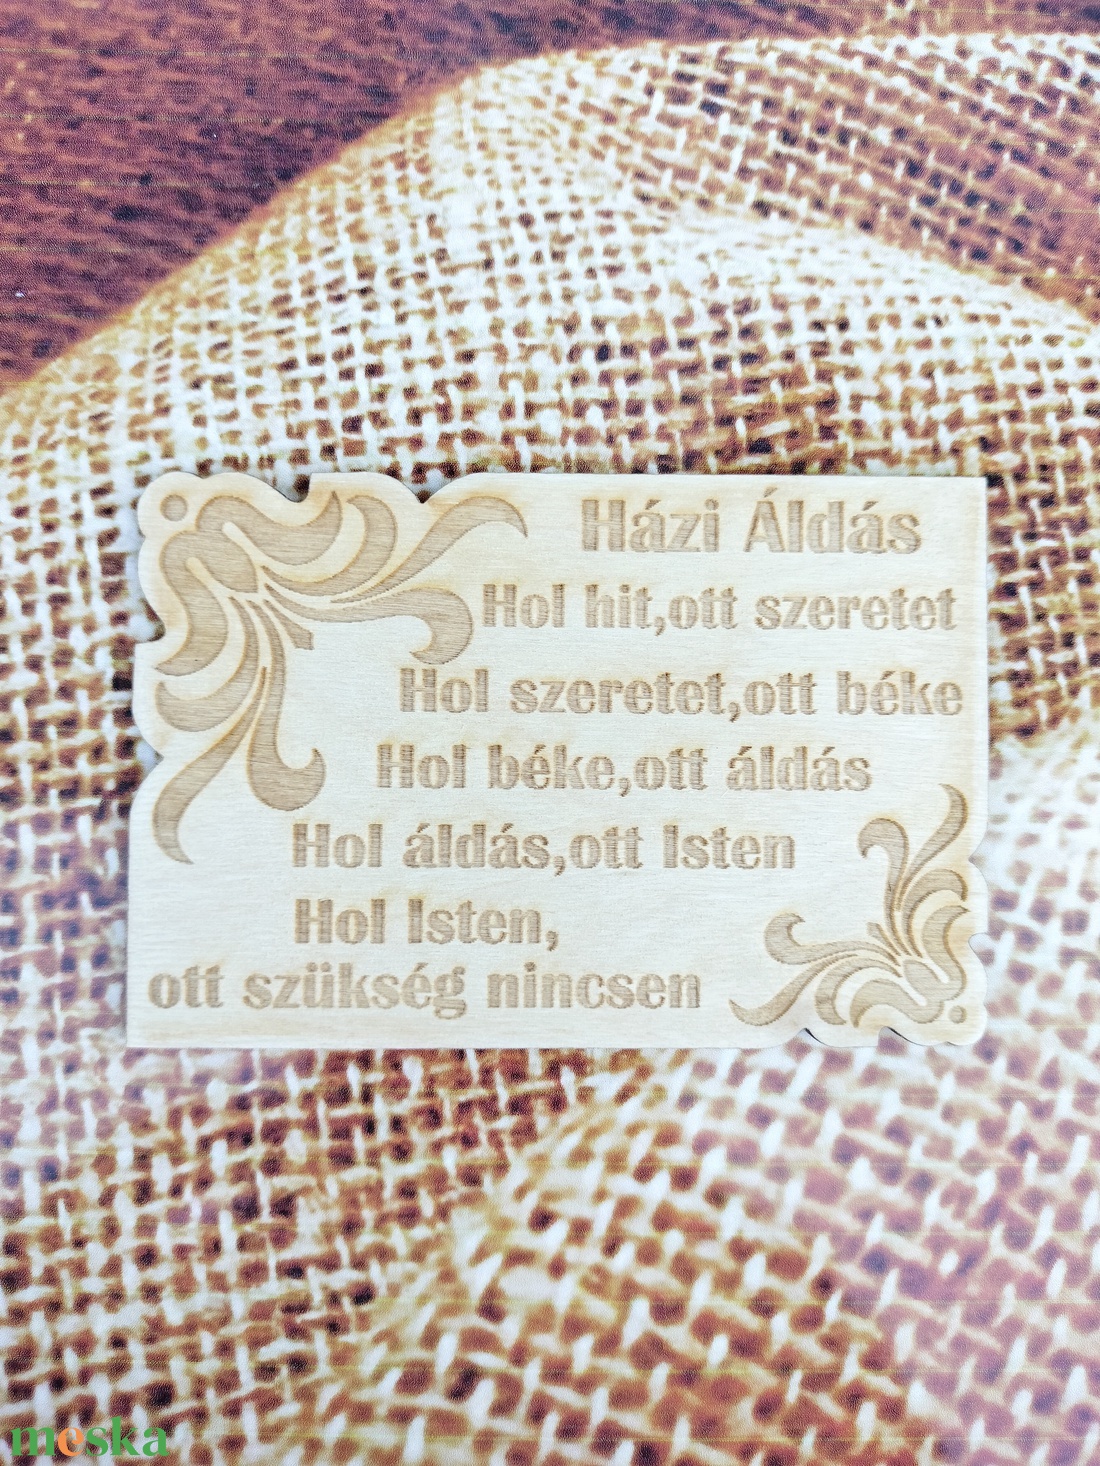 Házi Áldás
Hol hit,ott szeretet
Hol szeretet,ott béke
Hol béke,ott áldás
Hol áldás,ott Isten
Hol Isten,
ott szükség nincsen
meska